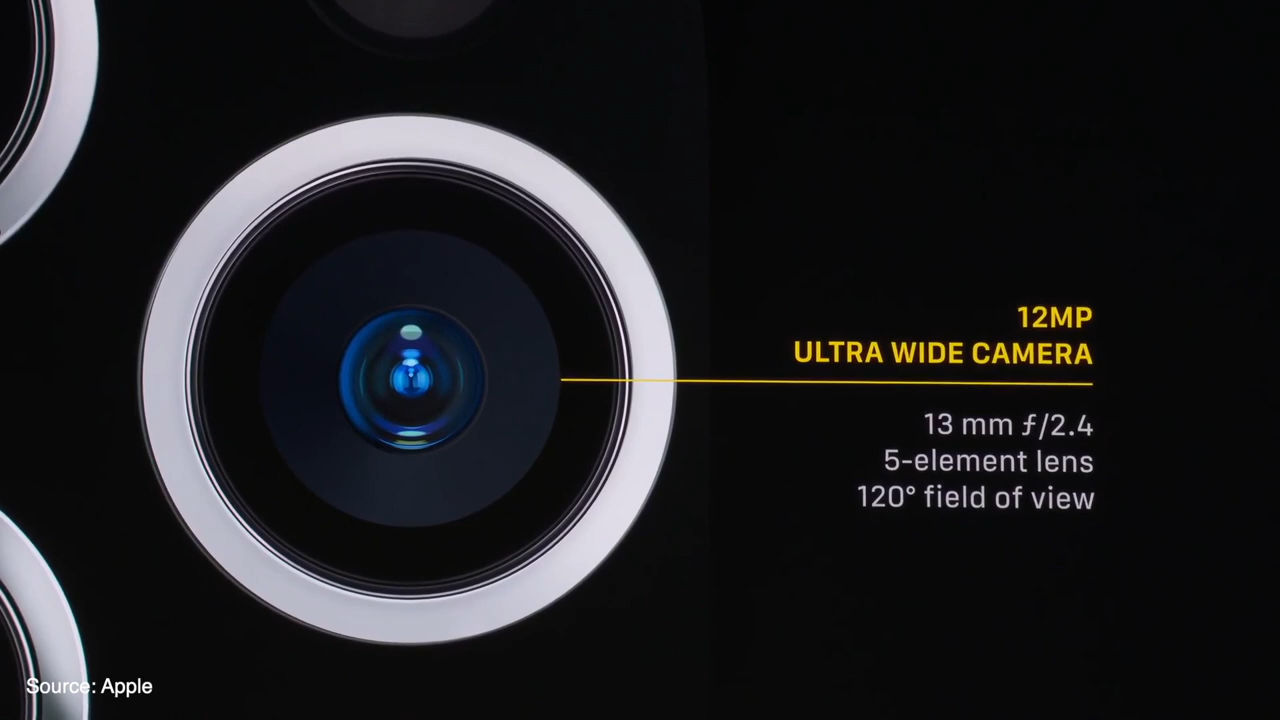 12MP
ULTRA WIDE CAMERA
13 mm ƒ/2.4
5-element lens
120° field of view
Source: Apple